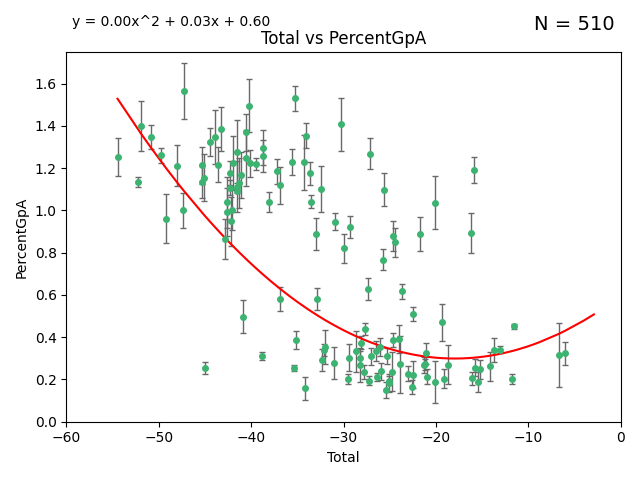 y = 0.00x^2 + 0.03x + 0.60
N = 510
Total vs PercentGpA
PercentGpA
1.6
1.4
1.2
1.0
0.8
0.6
0.4
0.2
0.0
−60 −50 −40 −30 −20 −10 0
Total